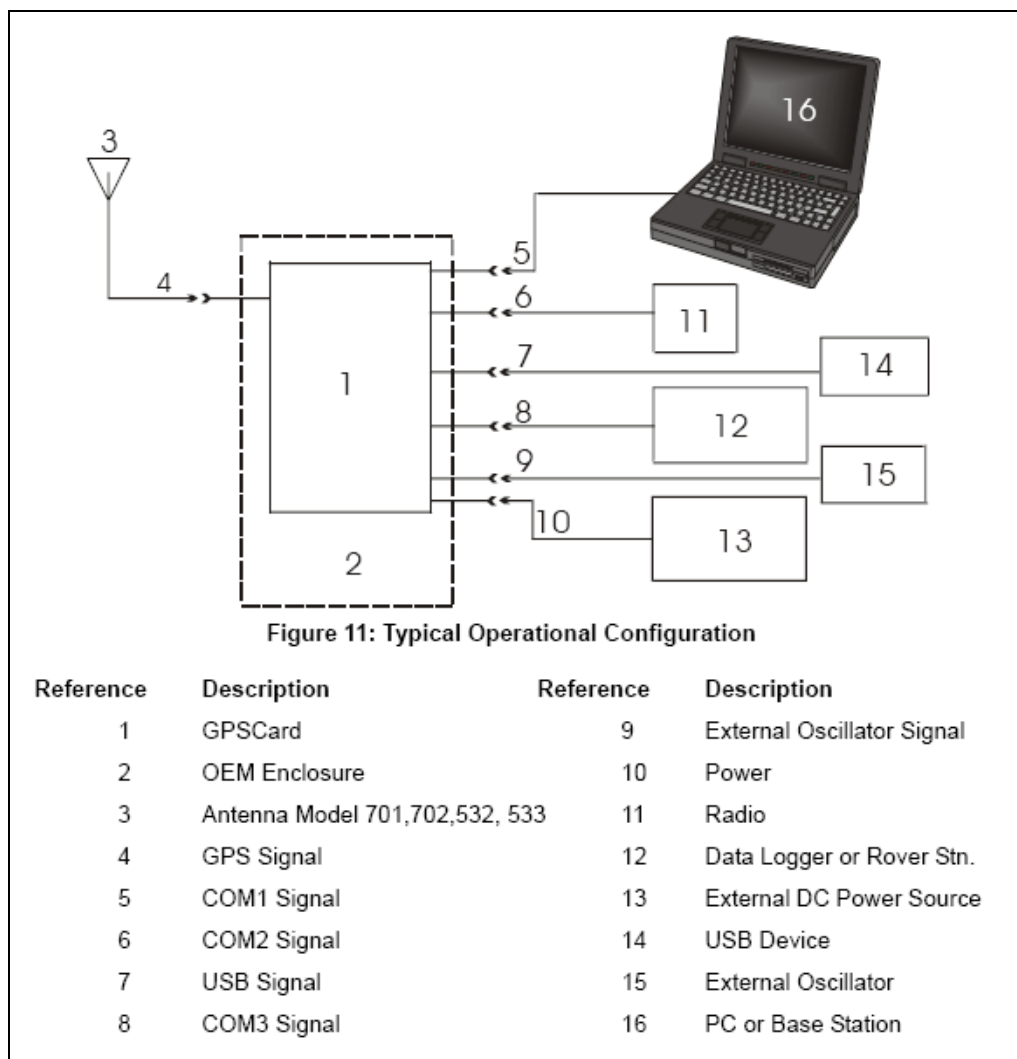 3
16
5
4
6
11
7
14
1
8
12
9
15
10
13
2
Figure 11: Typical Operational Configuration
Reference Description Reference Description
1 GPSCard 9 External Oscillator Signal
2 OEM Enclosure 10 Power
3 Antenna Model 701,702,532, 533 11 Radio
4 GPS Signal 12 Data Logger or Rover Stn.
5 COM1 Signal 13 External DC Power Source
6 COM2 Signal 14 USB Device
7 USB Signal 15 External Oscillator
8 COM3 Signal 16 PC or Base Station